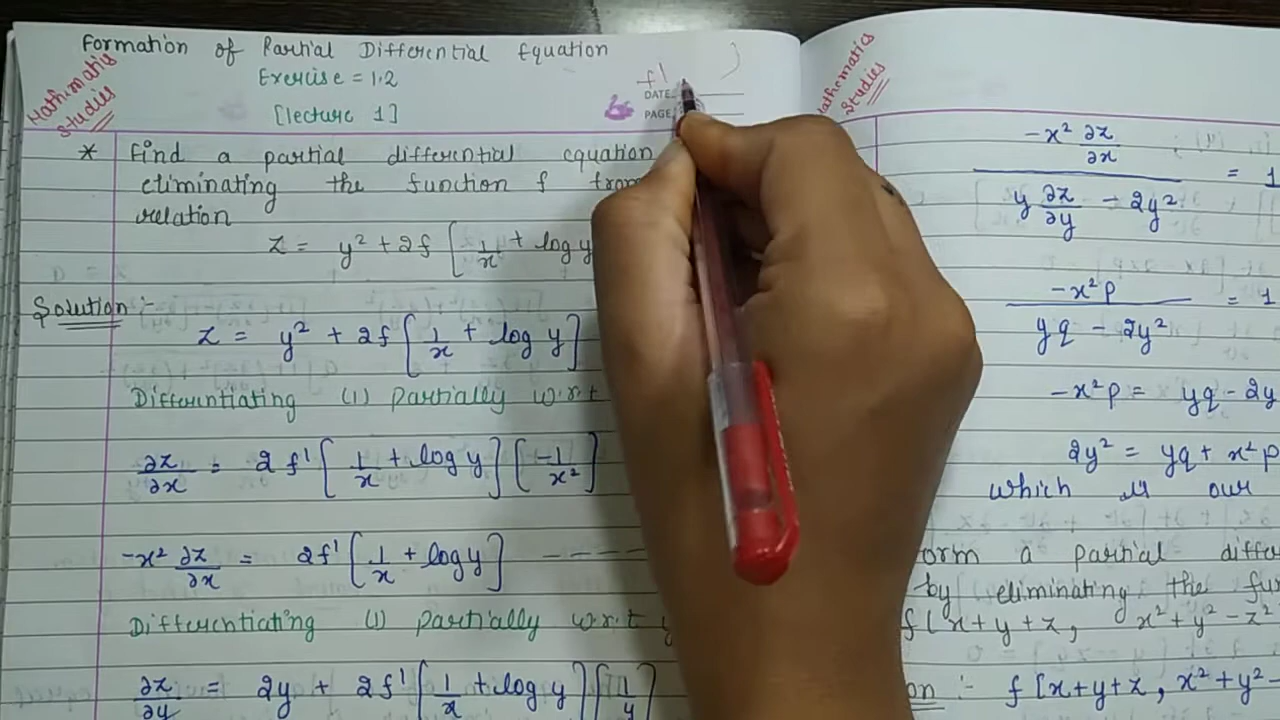 Formation of Partial Differential Equation
Exercise = 1.2
[lecture 1]
Mathematics
Studies
f'
DATE
PAGE
* Find a partial differential equation
eliminating the function f from
relation
z = y² + 2f [1/x + log y
Solution :-
z = y² + 2f [1/x + log y]
Differentiating (1) partially w.r.t
∂z/∂x = 2f' [1/x + log y] [-1/x²]
-x² ∂z/∂x = 2f' [1/x + log y] - - - -
Differentiating (1) partially w.r.t y
∂z/∂y = 2y + 2f' [1/x + log y] [1/y]
Mathematics
Studies
-x² ∂z/∂x / y ∂z/∂y - 2y² = 1
-x²p / yq - 2y² = 1
-x²p = yq - 2y
2y² = yq + x²p
which is our
orm a partial diffe
by eliminating the fun
f(x+y+z, x²+y²-z²
on :- f[x+y+z, x²+y²-